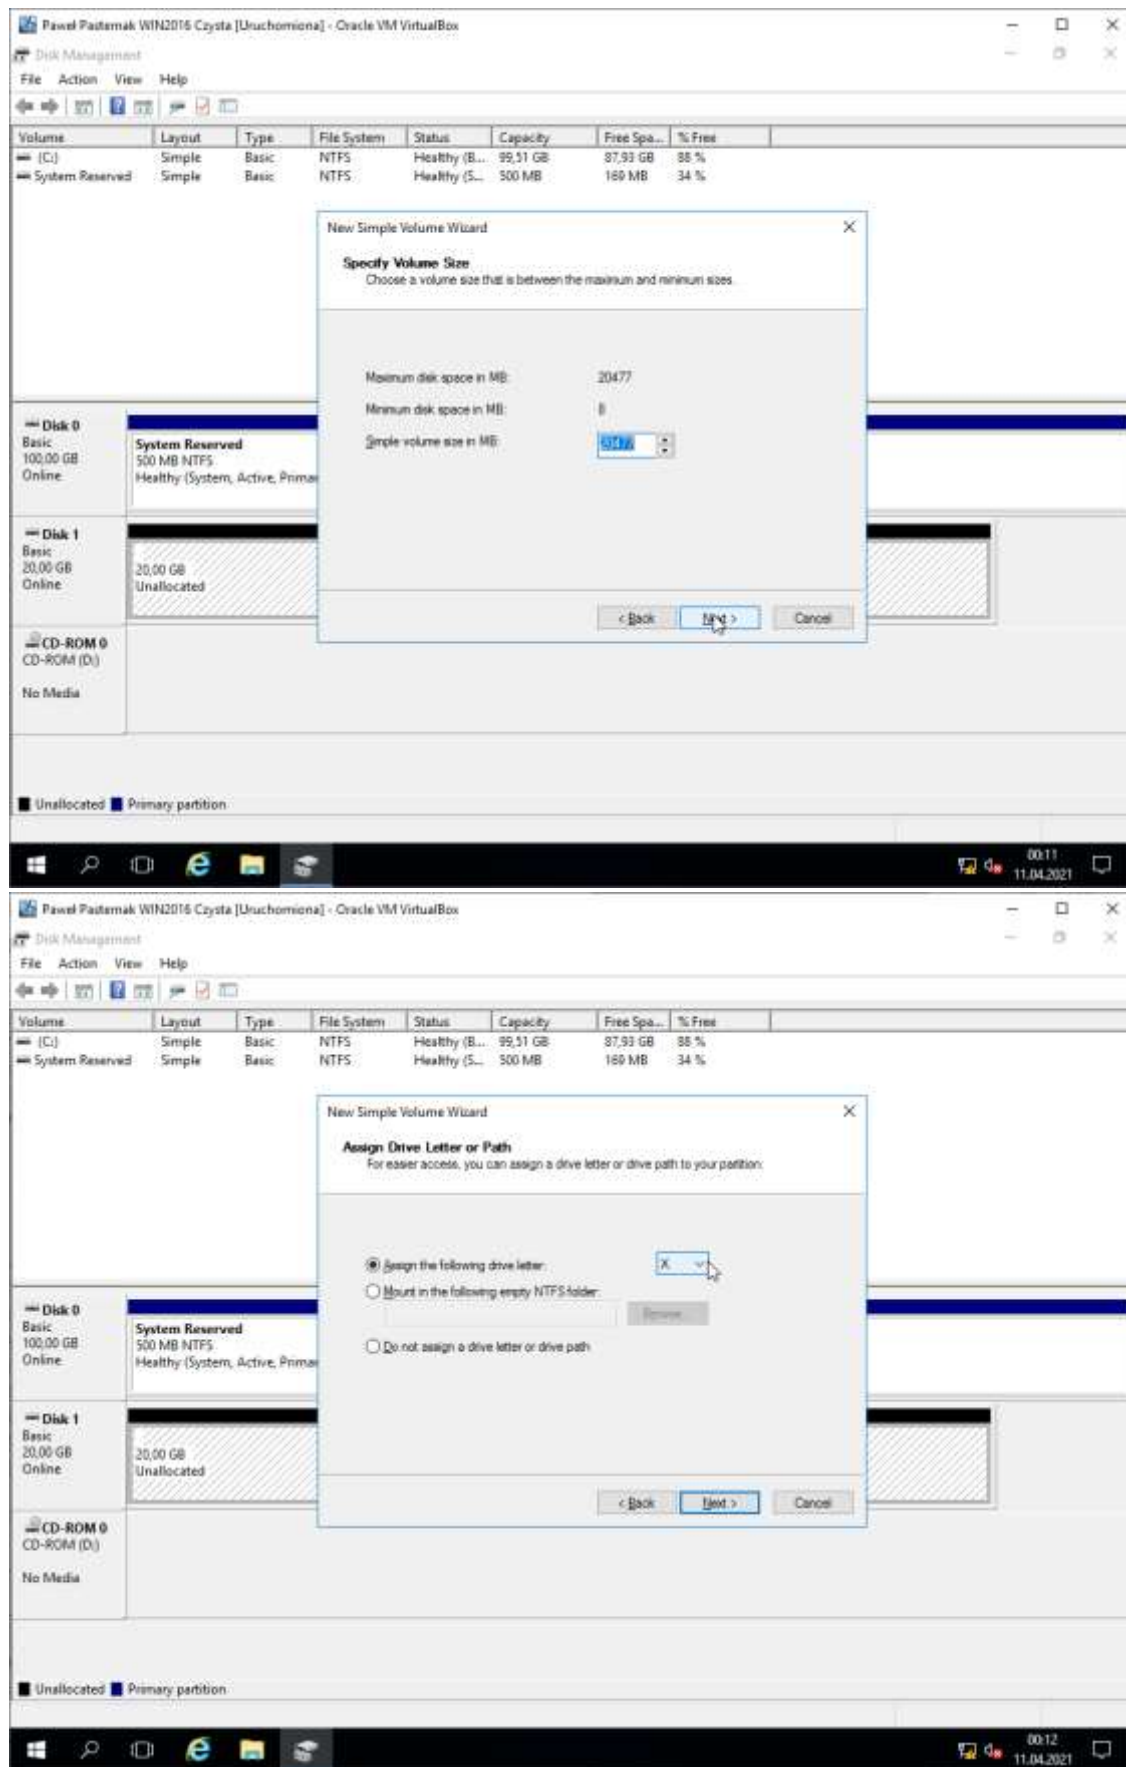 Paweł Pasternak WIN2016 Czysta [Uruchomiona] - Oracle VM VirtualBox
Disk Management
File Action View Help
Volume Layout Type File System Status Capacity Free Spa... % Free
(C:) Simple Basic NTFS Healthy (B... 99,51 GB 87,93 GB 88 %
System Reserved Simple Basic NTFS Healthy (S... 500 MB 169 MB 34 %
New Simple Volume Wizard
Specify Volume Size
Choose a volume size that is between the maximum and minimum sizes.
Maximum disk space in MB: 20477
Minimum disk space in MB: 8
Simple volume size in MB: 20477
< Back Next > Cancel
Disk 0
Basic
100,00 GB
Online
System Reserved
500 MB NTFS
Healthy (System, Active, Primar
Disk 1
Basic
20,00 GB
Online
20,00 GB
Unallocated
CD-ROM 0
CD-ROM (D:)
No Media
Unallocated Primary partition
00:11
11.04.2021
Paweł Pasternak WIN2016 Czysta [Uruchomiona] - Oracle VM VirtualBox
Disk Management
File Action View Help
Volume Layout Type File System Status Capacity Free Spa... % Free
(C:) Simple Basic NTFS Healthy (B... 99,51 GB 87,93 GB 88 %
System Reserved Simple Basic NTFS Healthy (S... 500 MB 169 MB 34 %
New Simple Volume Wizard
Assign Drive Letter or Path
For easier access, you can assign a drive letter or drive path to your partition.
Assign the following drive letter: X
Mount in the following empty NTFS folder:
Browse...
Do not assign a drive letter or drive path
< Back Next > Cancel
Disk 0
Basic
100,00 GB
Online
System Reserved
500 MB NTFS
Healthy (System, Active, Primar
Disk 1
Basic
20,00 GB
Online
20,00 GB
Unallocated
CD-ROM 0
CD-ROM (D:)
No Media
Unallocated Primary partition
00:12
11.04.2021